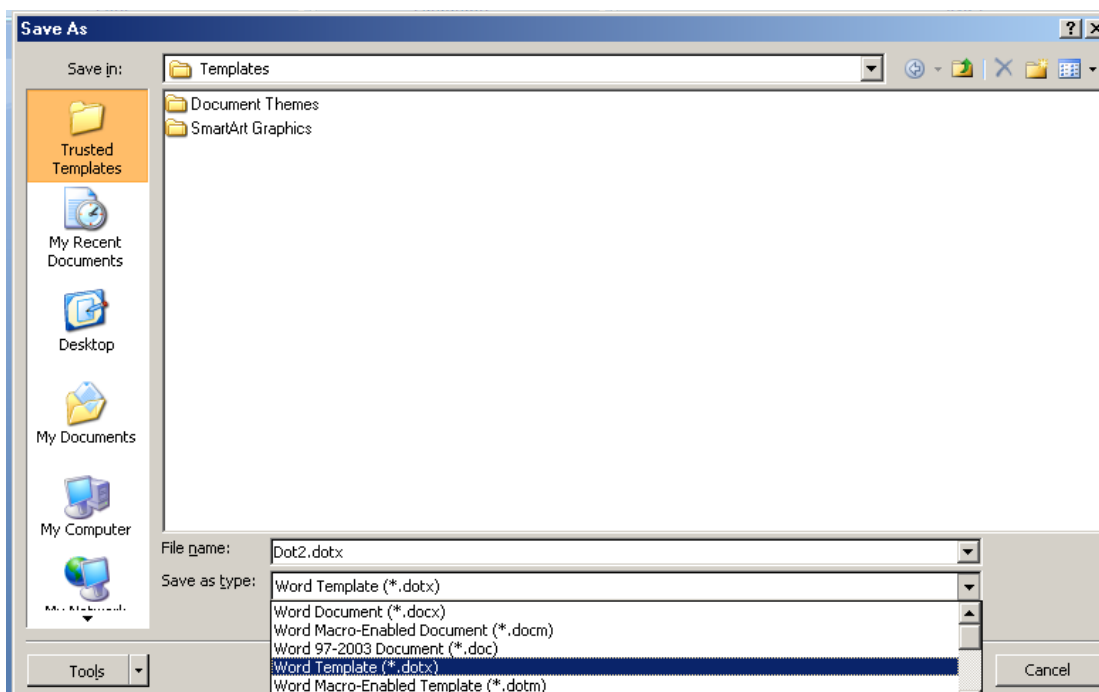 Save As
Save in:
Templates
Document Themes
SmartArt Graphics
Trusted
Templates
My Recent
Documents
Desktop
My Documents
My Computer
File name:
Dot2.dotx
Save as type:
Word Template (*.dotx)
Word Document (*.docx)
Word Macro-Enabled Document (*.docm)
Word 97-2003 Document (*.doc)
Word Template (*.dotx)
Word Macro-Enabled Template (*.dotm)
Tools
Cancel